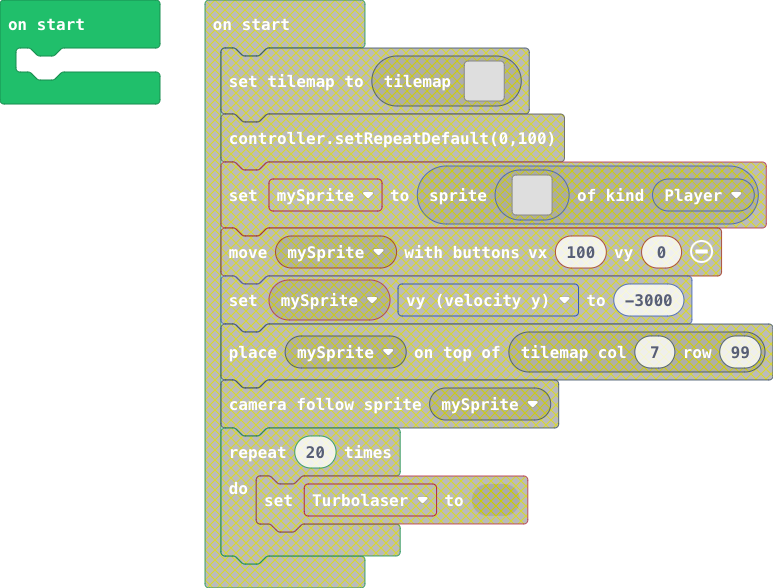 on start
on start
set tilemap to tilemap
controller.setRepeatDefault(0,100)
set mySprite to sprite of kind Player
move mySprite with buttons vx 100 vy 0
set mySprite vy (velocity y) to -3000
place mySprite on top of tilemap col 7 row 99
camera follow sprite mySprite
repeat 20 times
do
set Turbolaser to